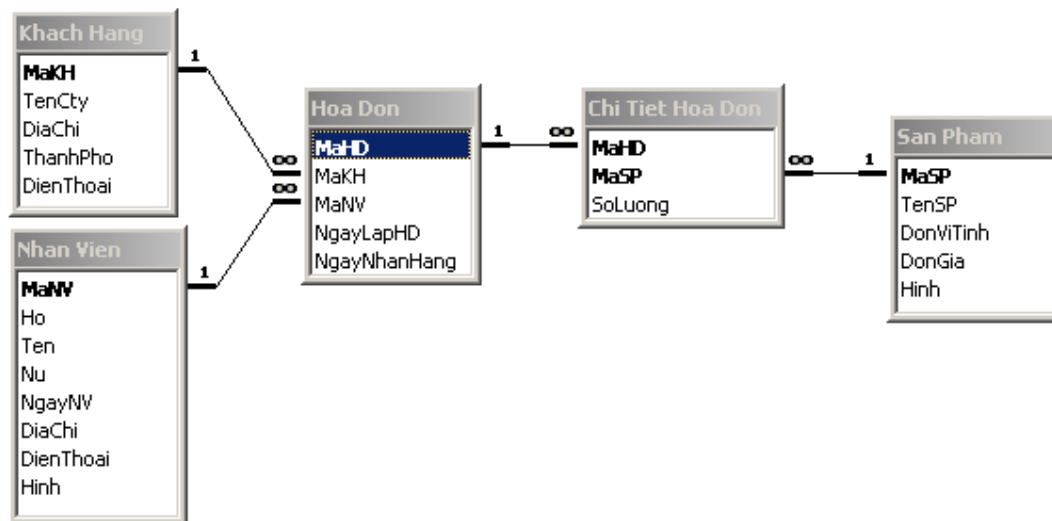 Khach Hang
MaKH
TenCty
DiaChi
ThanhPho
DienThoai
Nhan Vien
MaNV
Ho
Ten
Nu
NgayNV
DiaChi
DienThoai
Hinh
1
∞
∞
1
Hoa Don
MaHD
MaKH
MaNV
NgayLapHD
NgayNhanHang
1
∞
Chi Tiet Hoa Don
MaHD
MaSP
SoLuong
∞
1
San Pham
MaSP
TenSP
DonViTinh
DonGia
Hinh